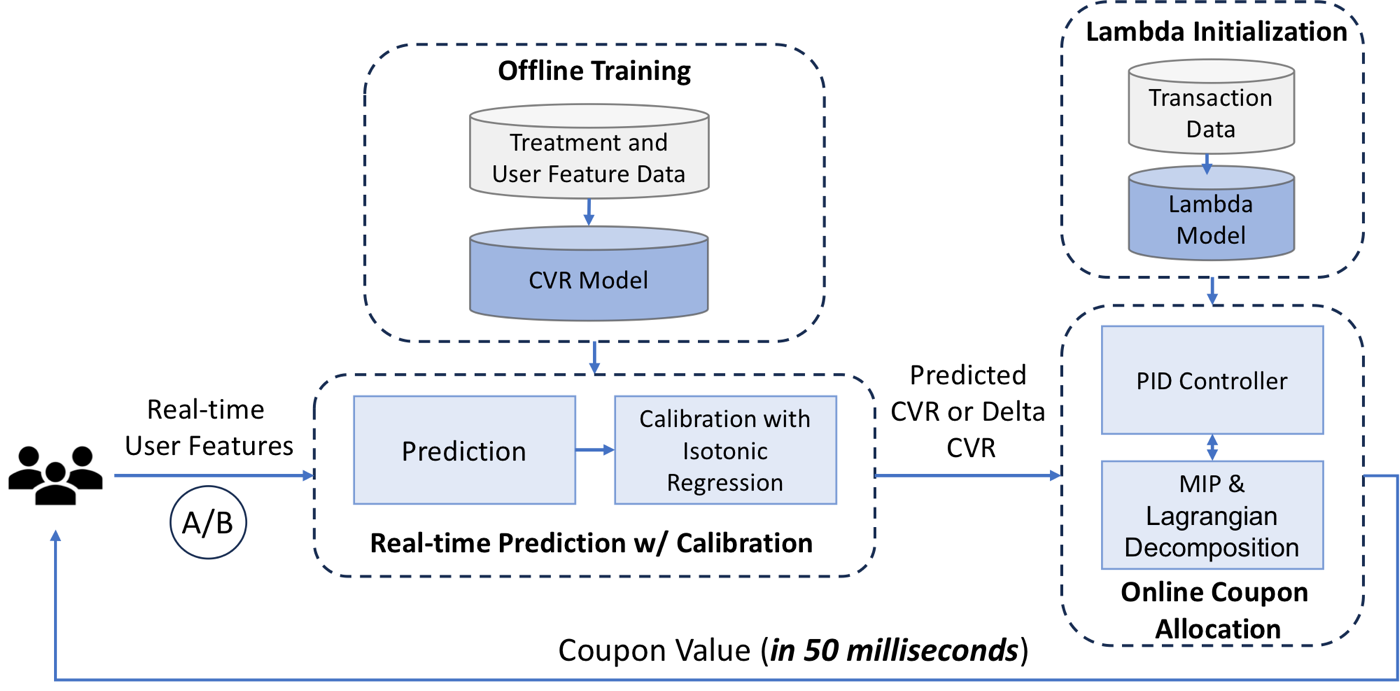 Offline Training
Treatment and
User Feature Data
CVR Model
Lambda Initialization
Transaction
Data
Lambda
Model
Real-time
User Features
A/B
Prediction
Calibration with
Isotonic
Regression
Real-time Prediction w/ Calibration
Predicted
CVR or Delta
CVR
PID Controller
MIP &
Lagrangian
Decomposition
Online Coupon
Allocation
Coupon Value (in 50 milliseconds)